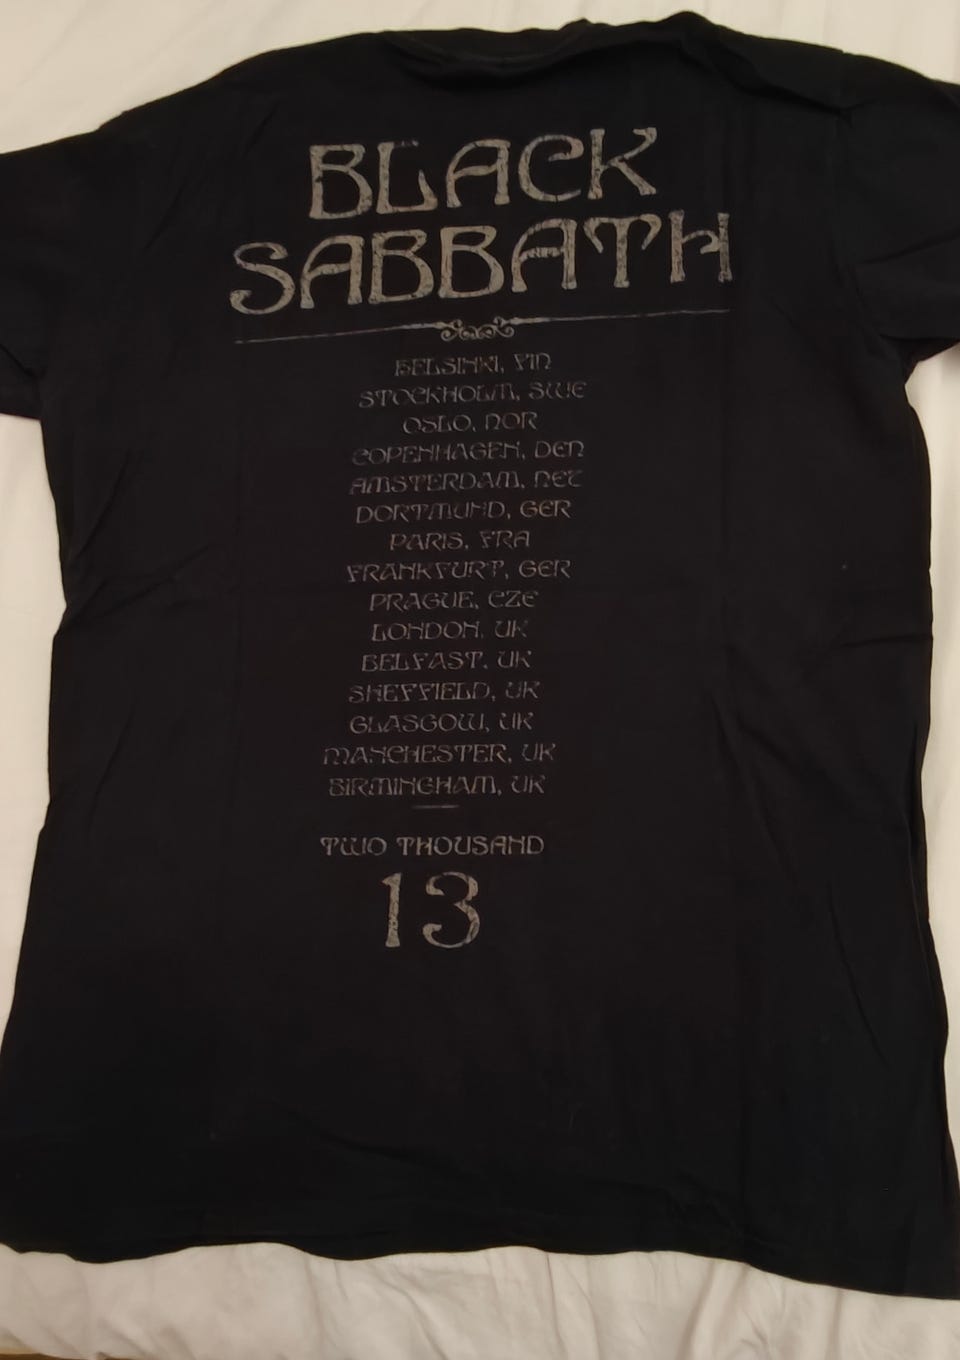 BLACK
SABBATH
HELSINKI, FIN
STOCKHOLM, SWE
OSLO, NOR
COPENHAGEN, DEN
AMSTERDAM, NET
DORTMUND, GER
PARIS, FRA
FRANKFURT, GER
PRAGUE, CZE
LONDON, UK
BELFAST, UK
SHEFFIELD, UK
GLASGOW, UK
MANCHESTER, UK
BIRMINGHAM, UK
TWO THOUSAND
13